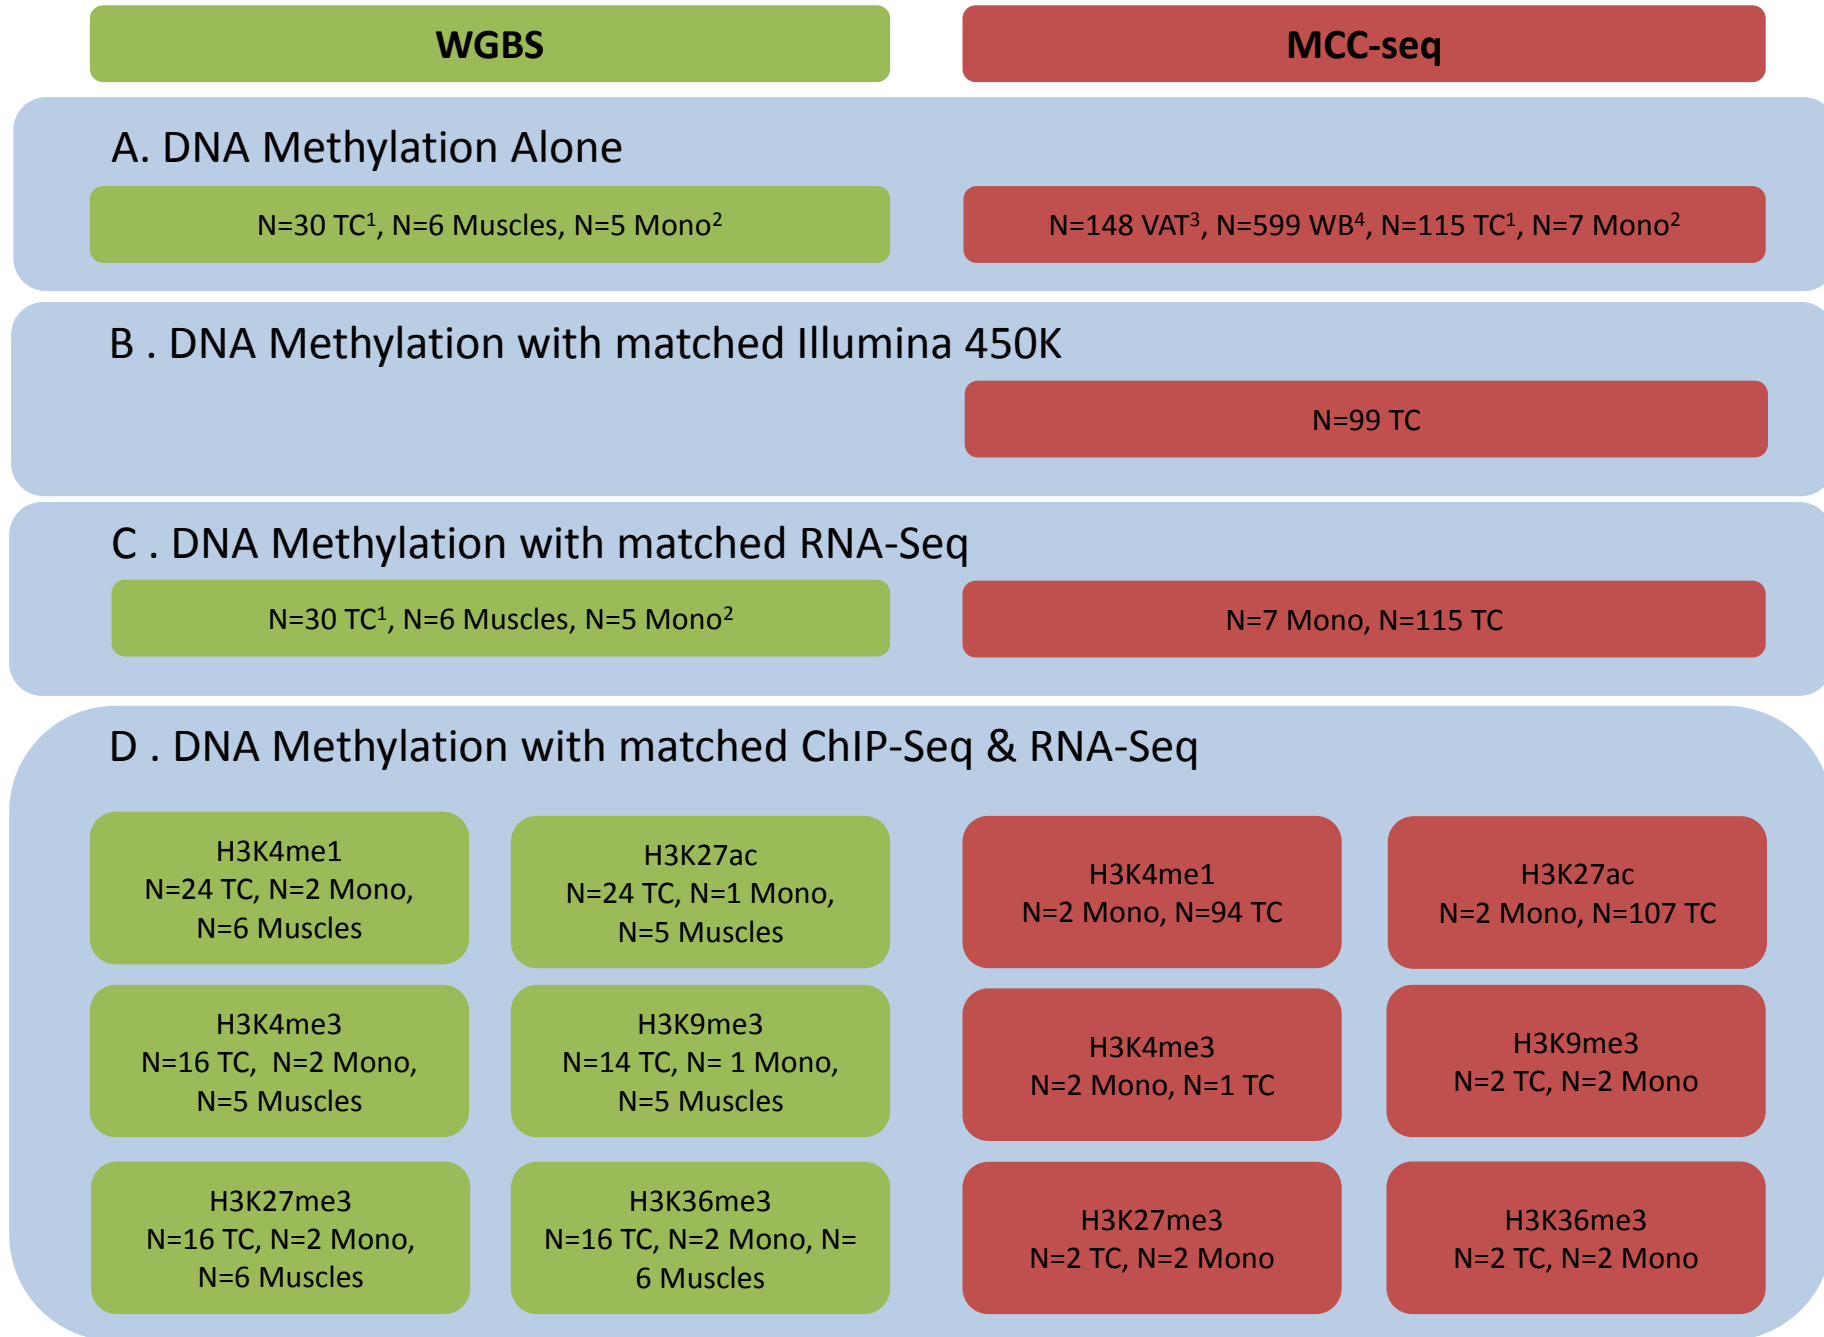 WGBS
MCC-seq
A. DNA Methylation Alone
N=30 TC¹, N=6 Muscles, N=5 Mono²
N=148 VAT³, N=599 WB⁴, N=115 TC¹, N=7 Mono²
B . DNA Methylation with matched Illumina 450K
N=99 TC
C . DNA Methylation with matched RNA-Seq
N=30 TC¹, N=6 Muscles, N=5 Mono²
N=7 Mono, N=115 TC
D . DNA Methylation with matched ChIP-Seq & RNA-Seq
H3K4me1
N=24 TC, N=2 Mono,
N=6 Muscles
H3K27ac
N=24 TC, N=1 Mono,
N=5 Muscles
H3K4me1
N=2 Mono, N=94 TC
H3K27ac
N=2 Mono, N=107 TC
H3K4me3
N=16 TC, N=2 Mono,
N=5 Muscles
H3K9me3
N=14 TC, N= 1 Mono,
N=5 Muscles
H3K4me3
N=2 Mono, N=1 TC
H3K9me3
N=2 TC, N=2 Mono
H3K27me3
N=16 TC, N=2 Mono,
N=6 Muscles
H3K36me3
N=16 TC, N=2 Mono, N=
6 Muscles
H3K27me3
N=2 TC, N=2 Mono
H3K36me3
N=2 TC, N=2 Mono